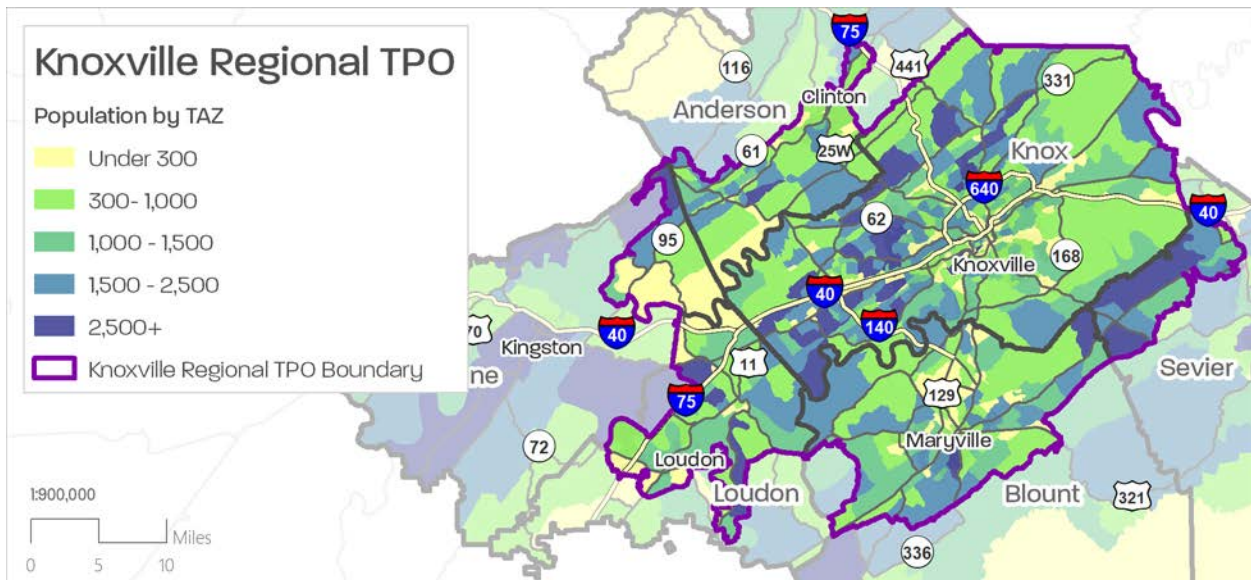 Knoxville Regional TPO
Population by TAZ
Under 300
300- 1,000
1,000 - 1,500
1,500 - 2,500
2,500+
Knoxville Regional TPO Boundary
1:900,000
Miles
0 5 10
75
116
441
331
Anderson
Clinton
61
25W
Knox
640
40
62
95
Knoxville
168
40
140
70
40
Kingston
ne
11
Sevier
75
129
72
Maryville
Loudon
Loudon
Blount
321
336